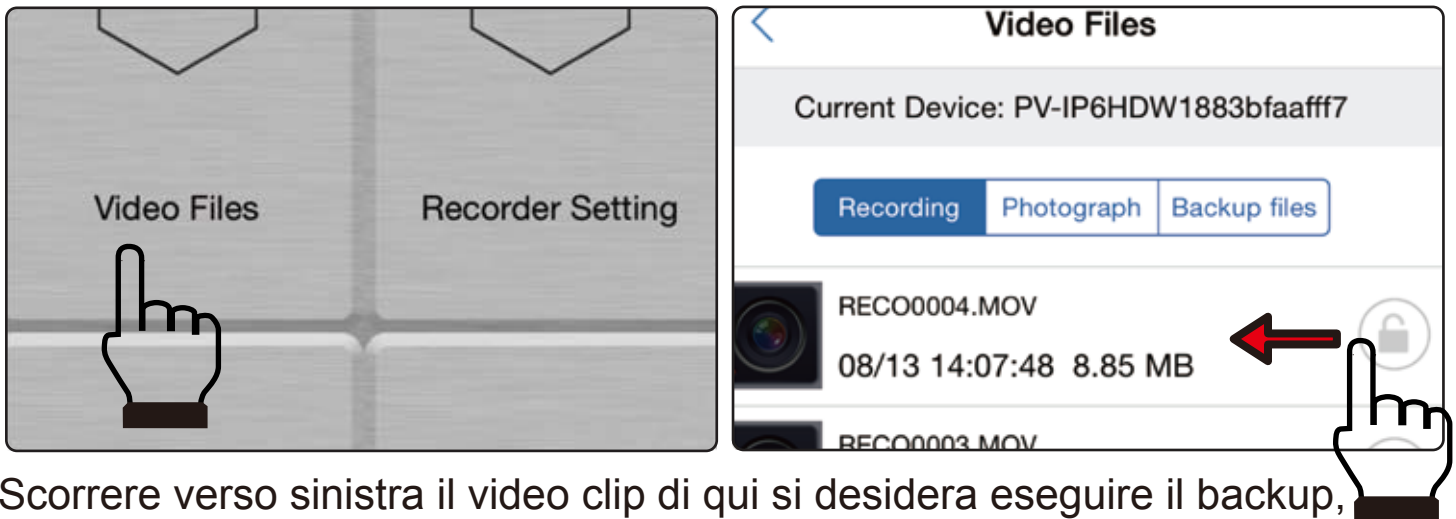 Video Files
Recorder Setting
Video Files
Current Device: PV-IP6HDW1883bfaafff7
Recording Photograph Backup files
RECO0004.MOV
08/13 14:07:48 8.85 MB
RECO0003.MOV
Scorrere verso sinistra il video clip di qui si desidera eseguire il backup,